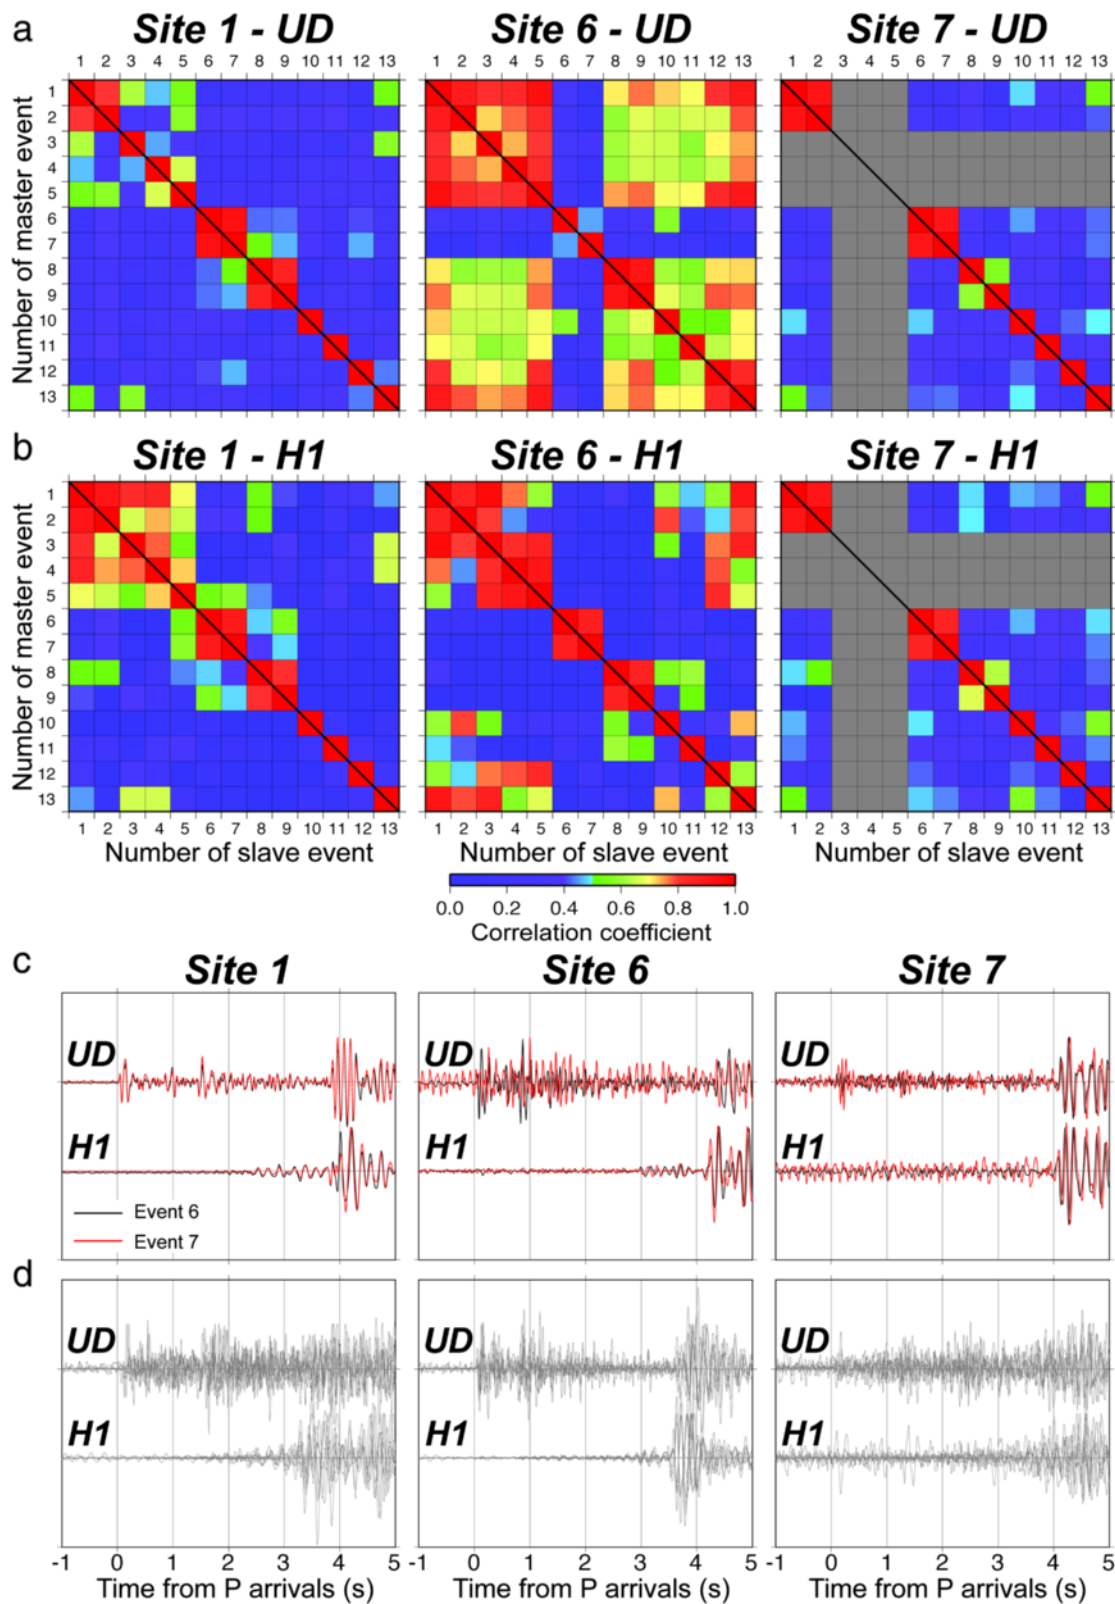 a
Site 1 - UD Site 6 - UD Site 7 - UD
1 2 3 4 5 6 7 8 9 10 11 12 13 1 2 3 4 5 6 7 8 9 10 11 12 13 1 2 3 4 5 6 7 8 9 10 11 12 13
Number of master event
1
2
3
4
5
6
7
8
9
10
11
12
13
b
Site 1 - H1 Site 6 - H1 Site 7 - H1
Number of master event
1
2
3
4
5
6
7
8
9
10
11
12
13
1 2 3 4 5 6 7 8 9 10 11 12 13 1 2 3 4 5 6 7 8 9 10 11 12 13 1 2 3 4 5 6 7 8 9 10 11 12 13
Number of slave event Number of slave event Number of slave event
0.0 0.2 0.4 0.6 0.8 1.0
Correlation coefficient
c
Site 1 Site 6 Site 7
UD UD UD
H1 H1 H1
Event 6
Event 7
d
UD UD UD
H1 H1 H1
-1 0 1 2 3 4 5 -1 0 1 2 3 4 5 -1 0 1 2 3 4 5
Time from P arrivals (s) Time from P arrivals (s) Time from P arrivals (s)